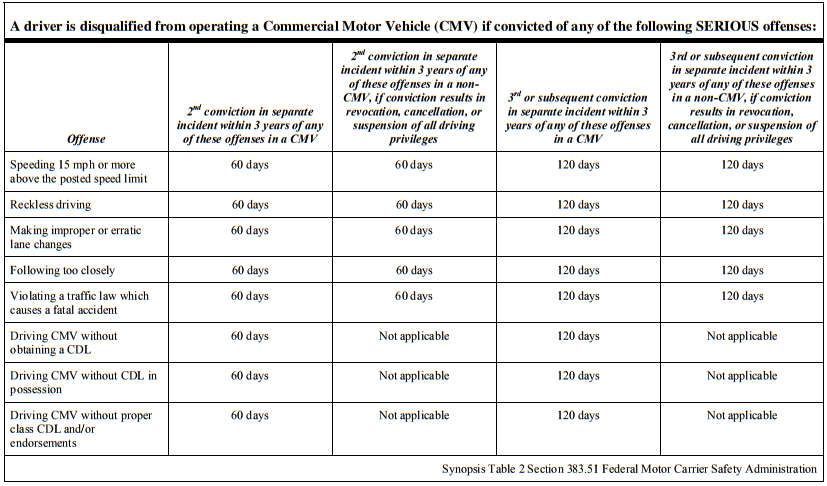 A driver is disqualified from operating a Commercial Motor Vehicle (CMV) if convicted of any of the following SERIOUS offenses:
Offense
2nd conviction in separate
incident within 3 years of any
of these offenses in a CMV
2nd conviction in separate
incident within 3 years of any
of these offenses in a non-
CMV, if conviction results in
revocation, cancellation, or
suspension of all driving
privileges
3rd or subsequent conviction
in separate incident within 3
years of any of these offenses
in a CMV
3rd or subsequent conviction
in separate incident within 3
years of any of these offenses
in a non-CMV, if conviction
results in revocation,
cancellation, or suspension of
all driving privileges
Speeding 15 mph or more
above the posted speed limit
60 days
60 days
120 days
120 days
Reckless driving
60 days
60 days
120 days
120 days
Making improper or erratic
lane changes
60 days
60 days
120 days
120 days
Following too closely
60 days
60 days
120 days
120 days
Violating a traffic law which
causes a fatal accident
60 days
60 days
120 days
120 days
Driving CMV without
obtaining a CDL
60 days
Not applicable
120 days
Not applicable
Driving CMV without CDL in
possession
60 days
Not applicable
120 days
Not applicable
Driving CMV without proper
class CDL and/or
endorsements
60 days
Not applicable
120 days
Not applicable
Synopsis Table 2 Section 383.51 Federal Motor Carrier Safety Administration